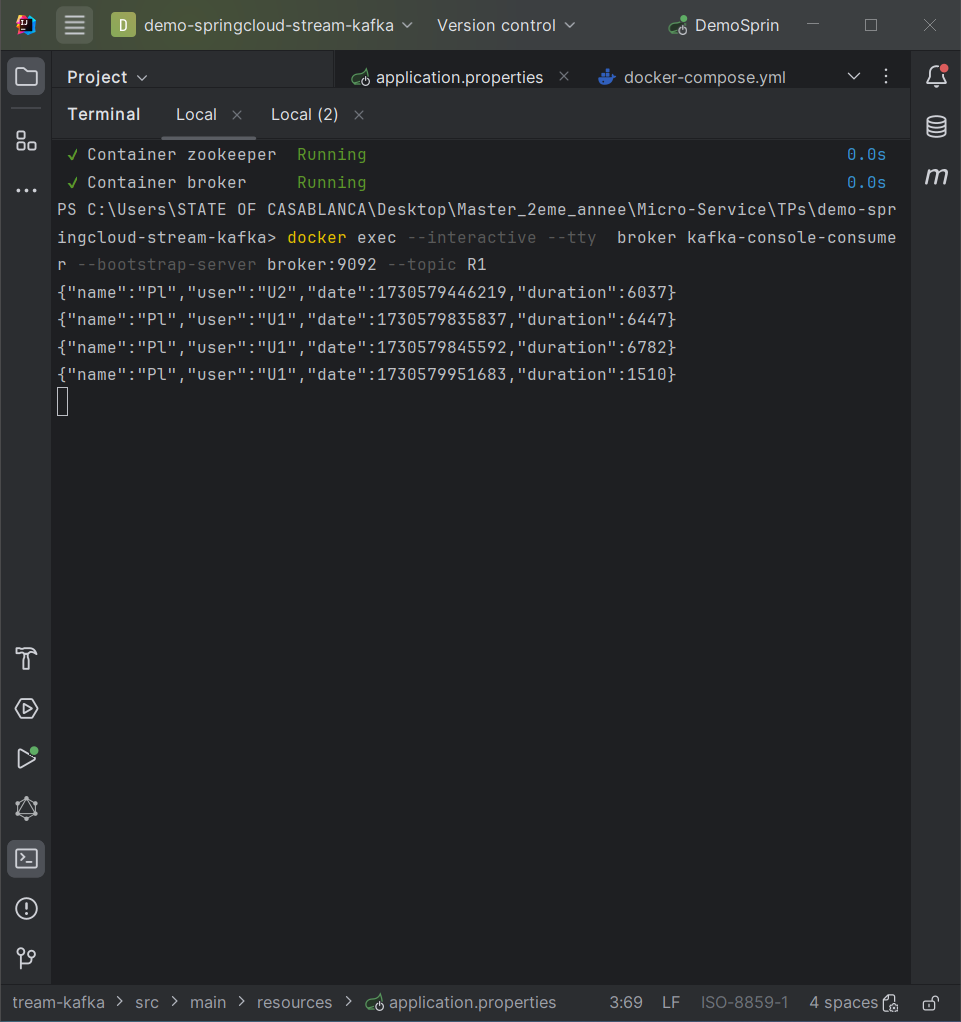 D demo-springcloud-stream-kafka Version control DemoSprin
Project application.properties docker-compose.yml
Terminal Local Local (2)
✓ Container zookeeper Running 0.0s
✓ Container broker Running 0.0s
PS C:\Users\STATE OF CASABLANCA\Desktop\Master_2eme_annee\Micro-Service\TPs\demo-spr
ingcloud-stream-kafka> docker exec --interactive --tty  broker kafka-console-consume
r --bootstrap-server broker:9092 --topic R1
{"name":"Pl","user":"U2","date":1730579446219,"duration":6037}
{"name":"Pl","user":"U1","date":1730579835837,"duration":6447}
{"name":"Pl","user":"U1","date":1730579845592,"duration":6782}
{"name":"Pl","user":"U1","date":1730579951683,"duration":1510}
tream-kafka > src > main > resources > application.properties 3:69 LF ISO-8859-1 4 spaces